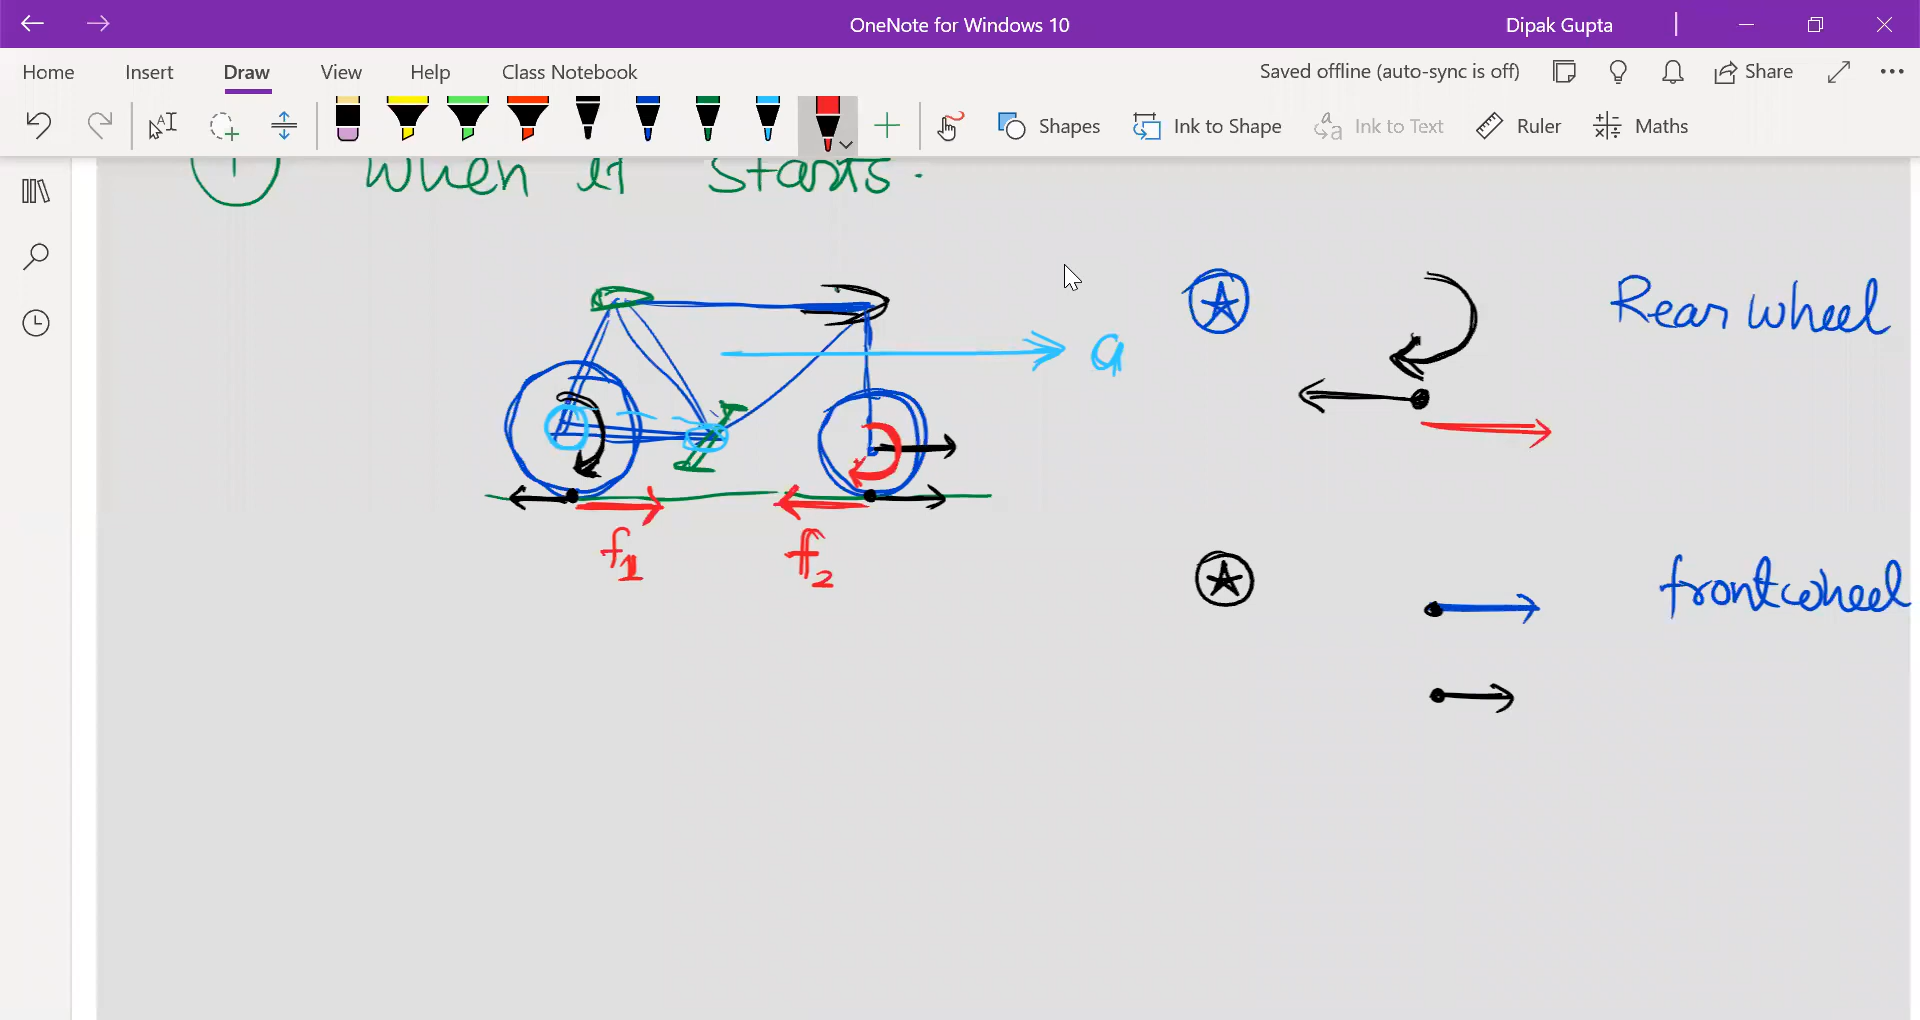 OneNote for Windows 10
Dipak Gupta
Home Insert Draw View Help Class Notebook
Saved offline (auto-sync is off) Share
Shapes Ink to Shape Ink to Text Ruler Maths
1 When it starts.
Rear wheel
a
f1 f2
frontwheel